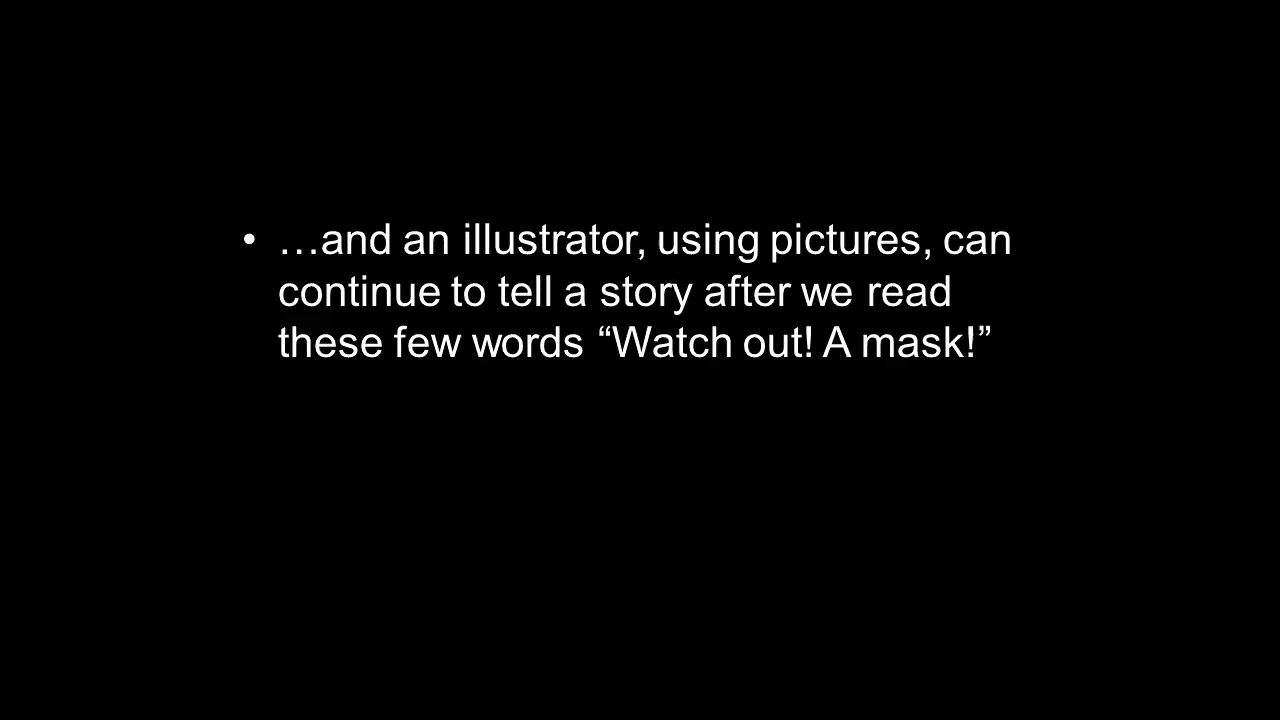 • …and an illustrator, using pictures, can
continue to tell a story after we read
these few words “Watch out! A mask!”